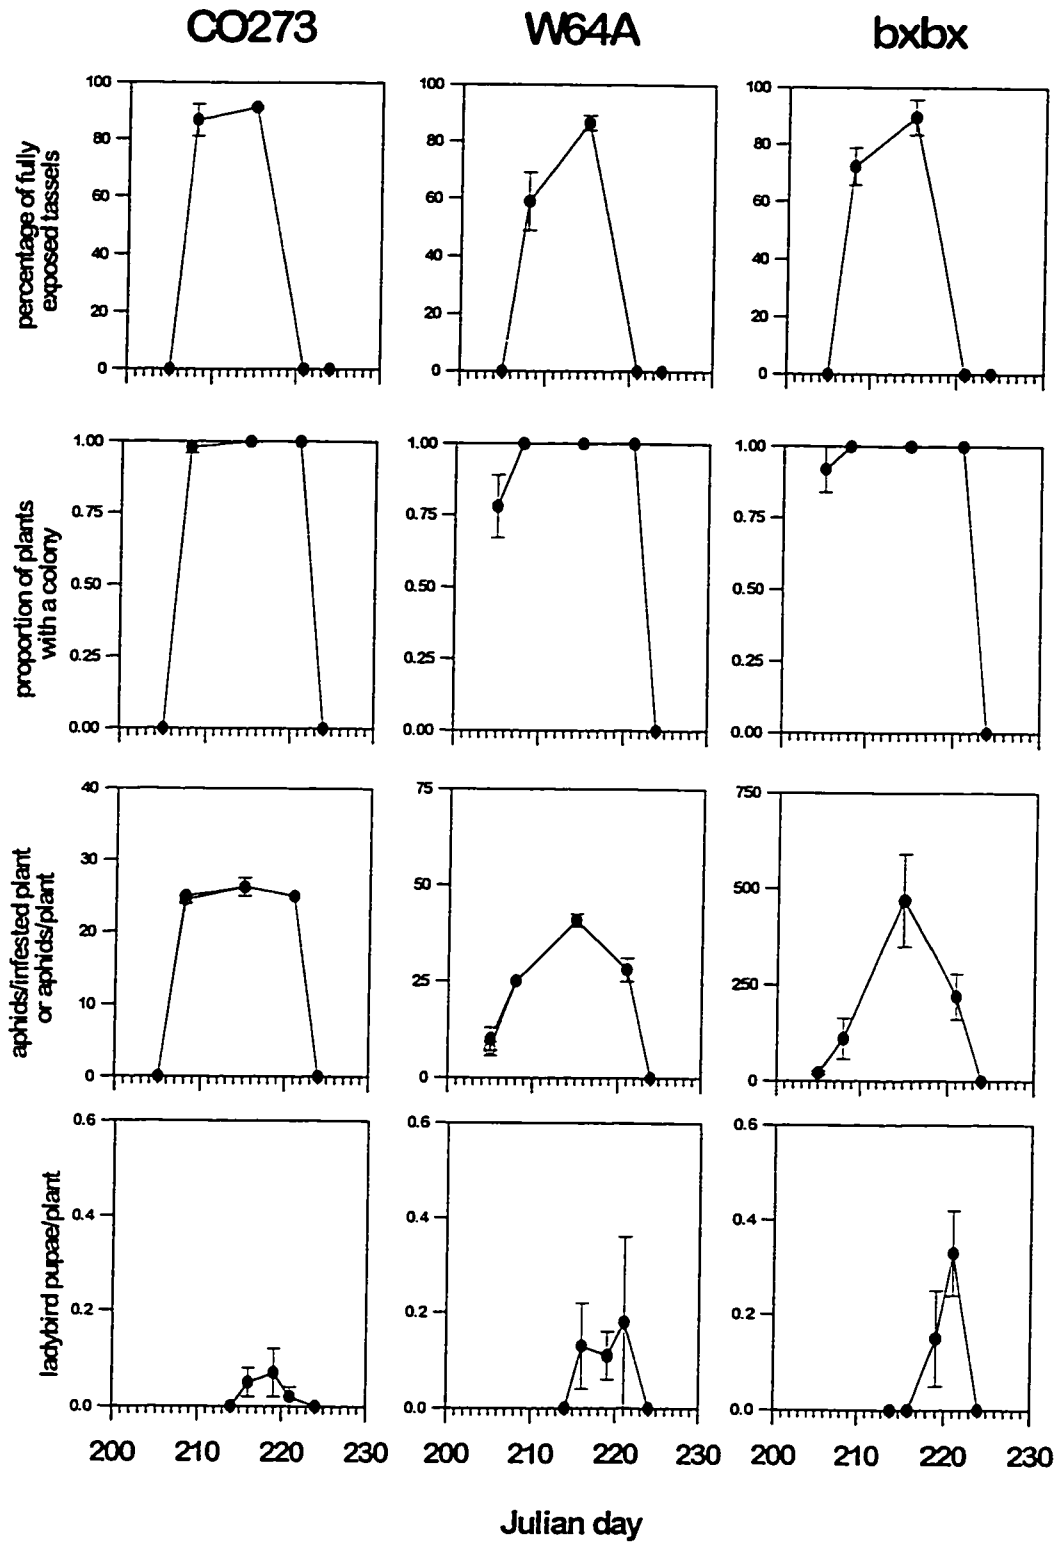 CO273 W64A bxbx
percentage of fully
exposed tassels
100 80 60 40 20 0
100 80 60 40 20 0
100 80 60 40 20 0
proportion of plants
with a colony
1.00 0.75 0.50 0.25 0.00
1.00 0.75 0.50 0.25 0.00
1.00 0.75 0.50 0.25 0.00
aphids/infested plant
or aphids/plant
40 30 20 10 0
75 50 25 0
750 500 250 0
ladybird pupae/plant
0.6 0.4 0.2 0.0
0.6 0.4 0.2 0.0
0.6 0.4 0.2 0.0
200 210 220 230 200 210 220 230 200 210 220 230
Julian day